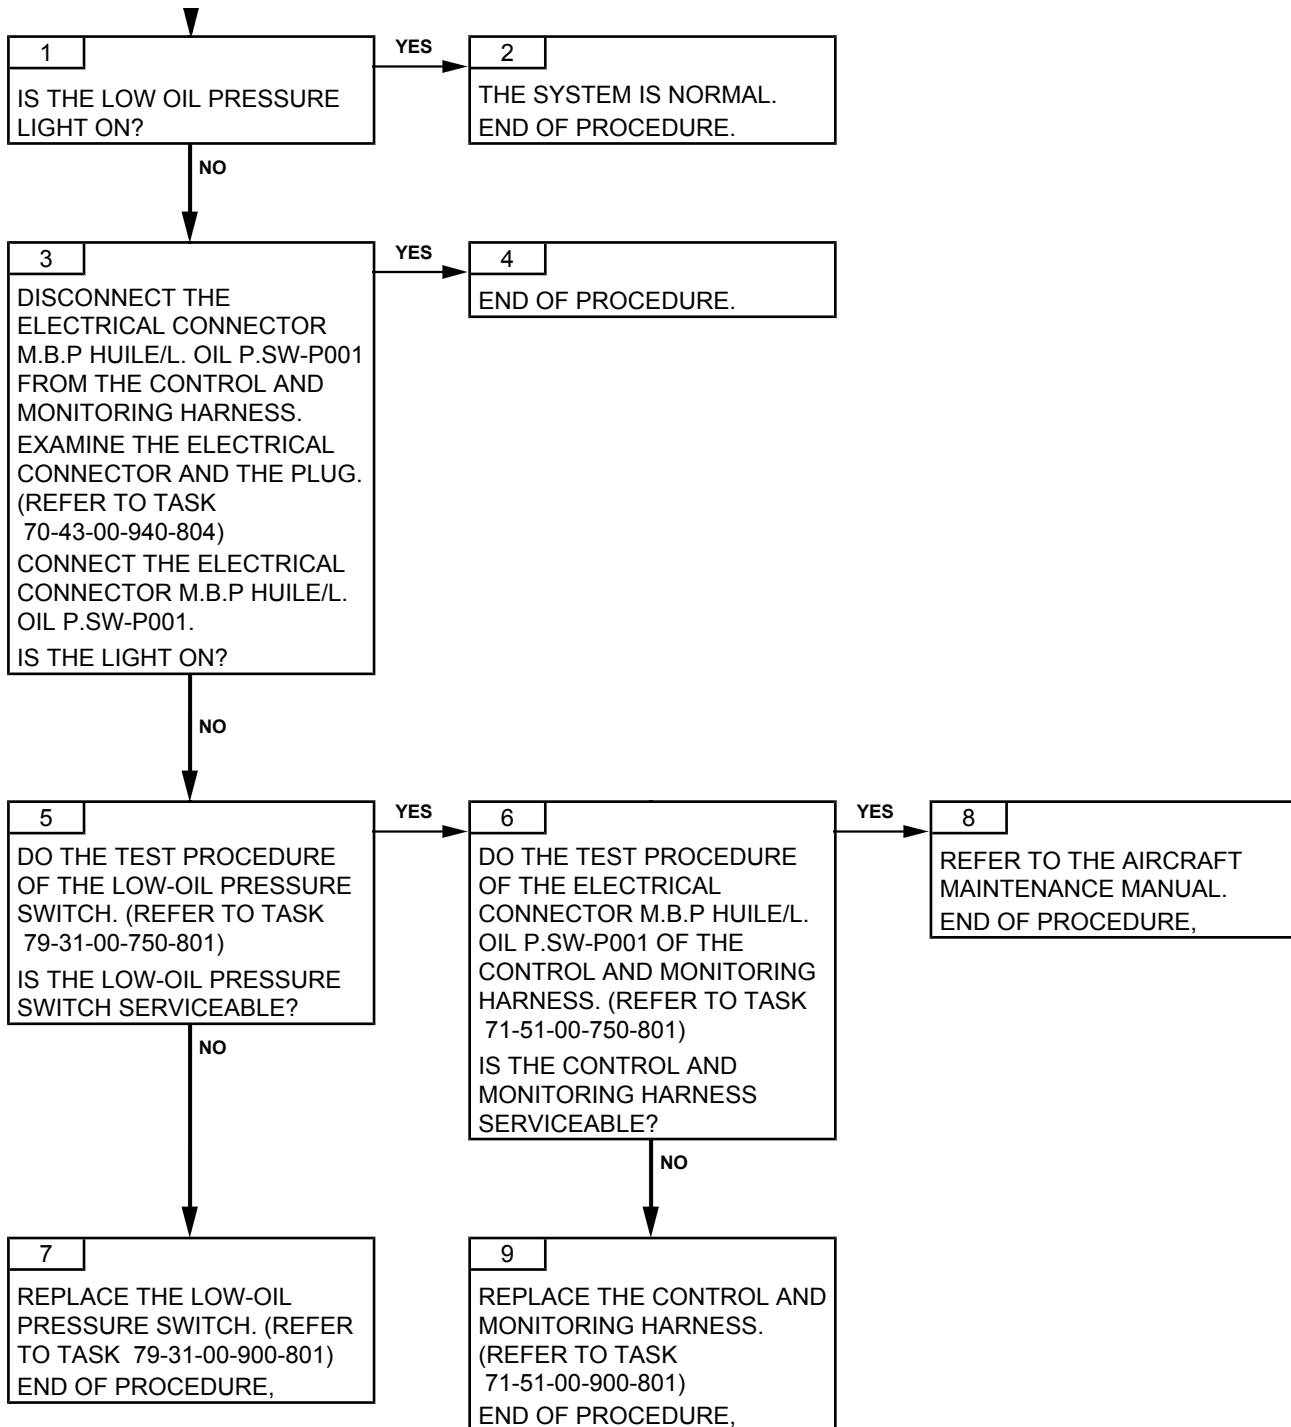 1
IS THE LOW OIL PRESSURE
LIGHT ON?
YES
2
THE SYSTEM IS NORMAL.
END OF PROCEDURE.
NO
3
DISCONNECT THE
ELECTRICAL CONNECTOR
M.B.P HUILE/L. OIL P.SW-P001
FROM THE CONTROL AND
MONITORING HARNESS.
EXAMINE THE ELECTRICAL
CONNECTOR AND THE PLUG.
(REFER TO TASK
70-43-00-940-804)
CONNECT THE ELECTRICAL
CONNECTOR M.B.P HUILE/L.
OIL P.SW-P001.
IS THE LIGHT ON?
YES
4
END OF PROCEDURE.
NO
5
DO THE TEST PROCEDURE
OF THE LOW-OIL PRESSURE
SWITCH. (REFER TO TASK
79-31-00-750-801)
IS THE LOW-OIL PRESSURE
SWITCH SERVICEABLE?
YES
6
DO THE TEST PROCEDURE
OF THE ELECTRICAL
CONNECTOR M.B.P HUILE/L.
OIL P.SW-P001 OF THE
CONTROL AND MONITORING
HARNESS. (REFER TO TASK
71-51-00-750-801)
IS THE CONTROL AND
MONITORING HARNESS
SERVICEABLE?
YES
8
REFER TO THE AIRCRAFT
MAINTENANCE MANUAL.
END OF PROCEDURE,
NO
7
REPLACE THE LOW-OIL
PRESSURE SWITCH. (REFER
TO TASK 79-31-00-900-801)
END OF PROCEDURE,
NO
9
REPLACE THE CONTROL AND
MONITORING HARNESS.
(REFER TO TASK
71-51-00-900-801)
END OF PROCEDURE,